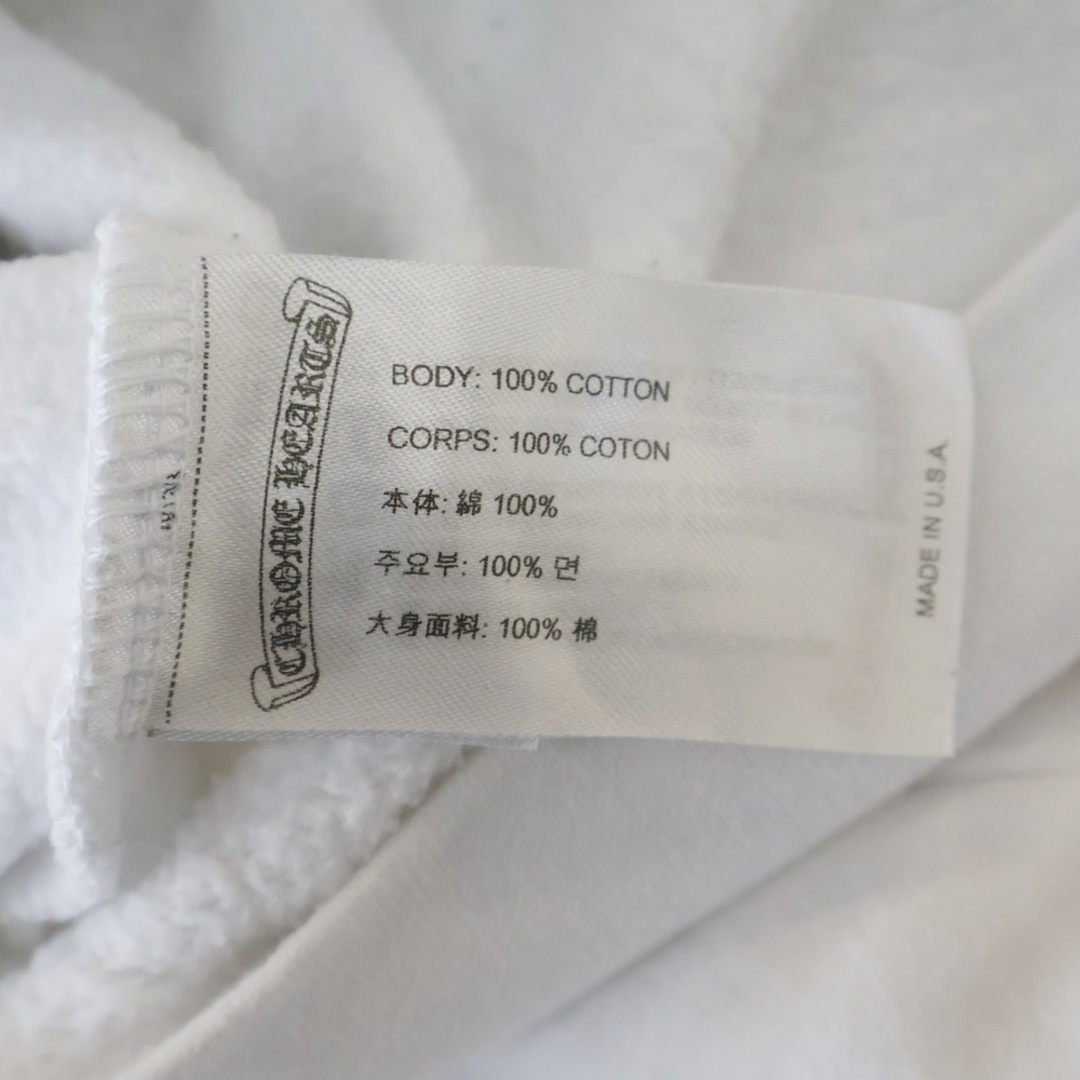 CHROME HEARTS
BODY: 100% COTTON
CORPS: 100% COTON
本体: 綿 100%
주요부: 100% 면
大身面料: 100% 棉
MADE IN U.S.A.